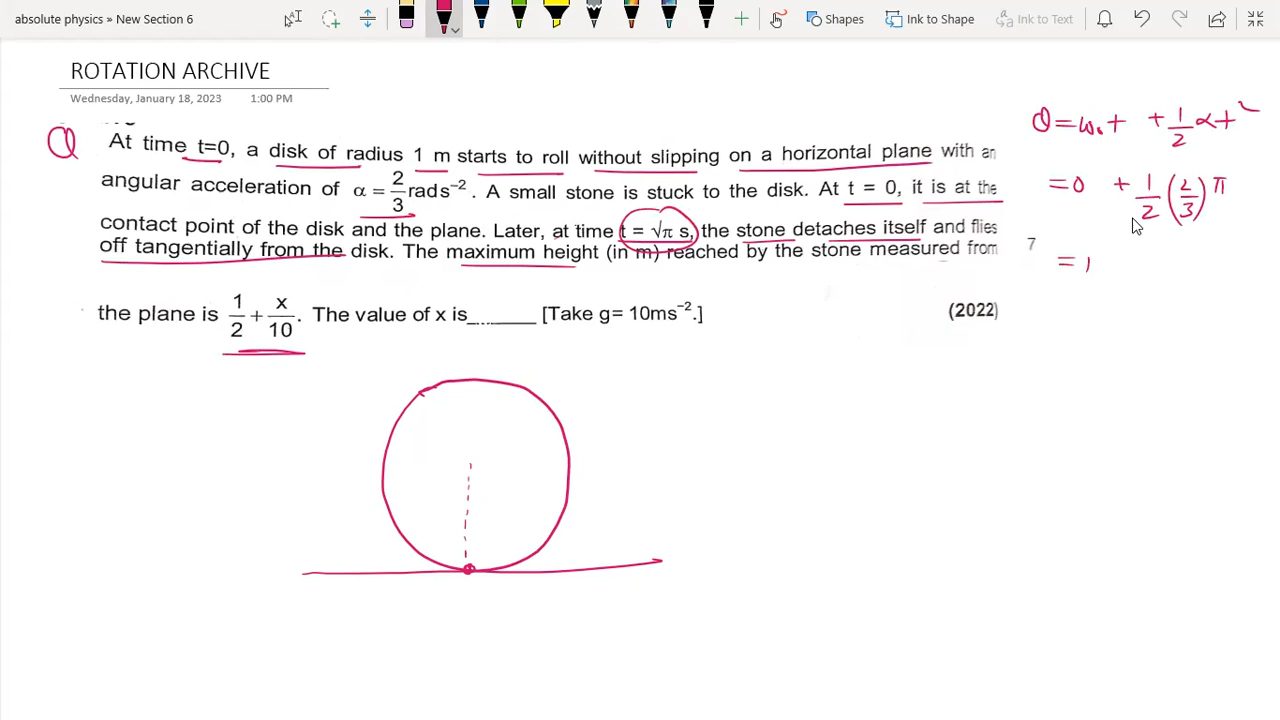 absolute physics » New Section 6
Shapes
Ink to Shape
Ink to Text
ROTATION ARCHIVE
Wednesday, January 18, 2023 1:00 PM
Q At time t=0, a disk of radius 1 m starts to roll without slipping on a horizontal plane with an
angular acceleration of α = 2/3 rads⁻². A small stone is stuck to the disk. At t = 0, it is at the
contact point of the disk and the plane. Later, at time t = √π s, the stone detaches itself and flies
off tangentially from the disk. The maximum height (in m) reached by the stone measured from
the plane is 1/2 + x/10. The value of x is______ [Take g= 10ms⁻².]
(2022)
θ = ω₀t + 1/2 αt²
= 0 + 1/2 (2/3) π
7
= 1